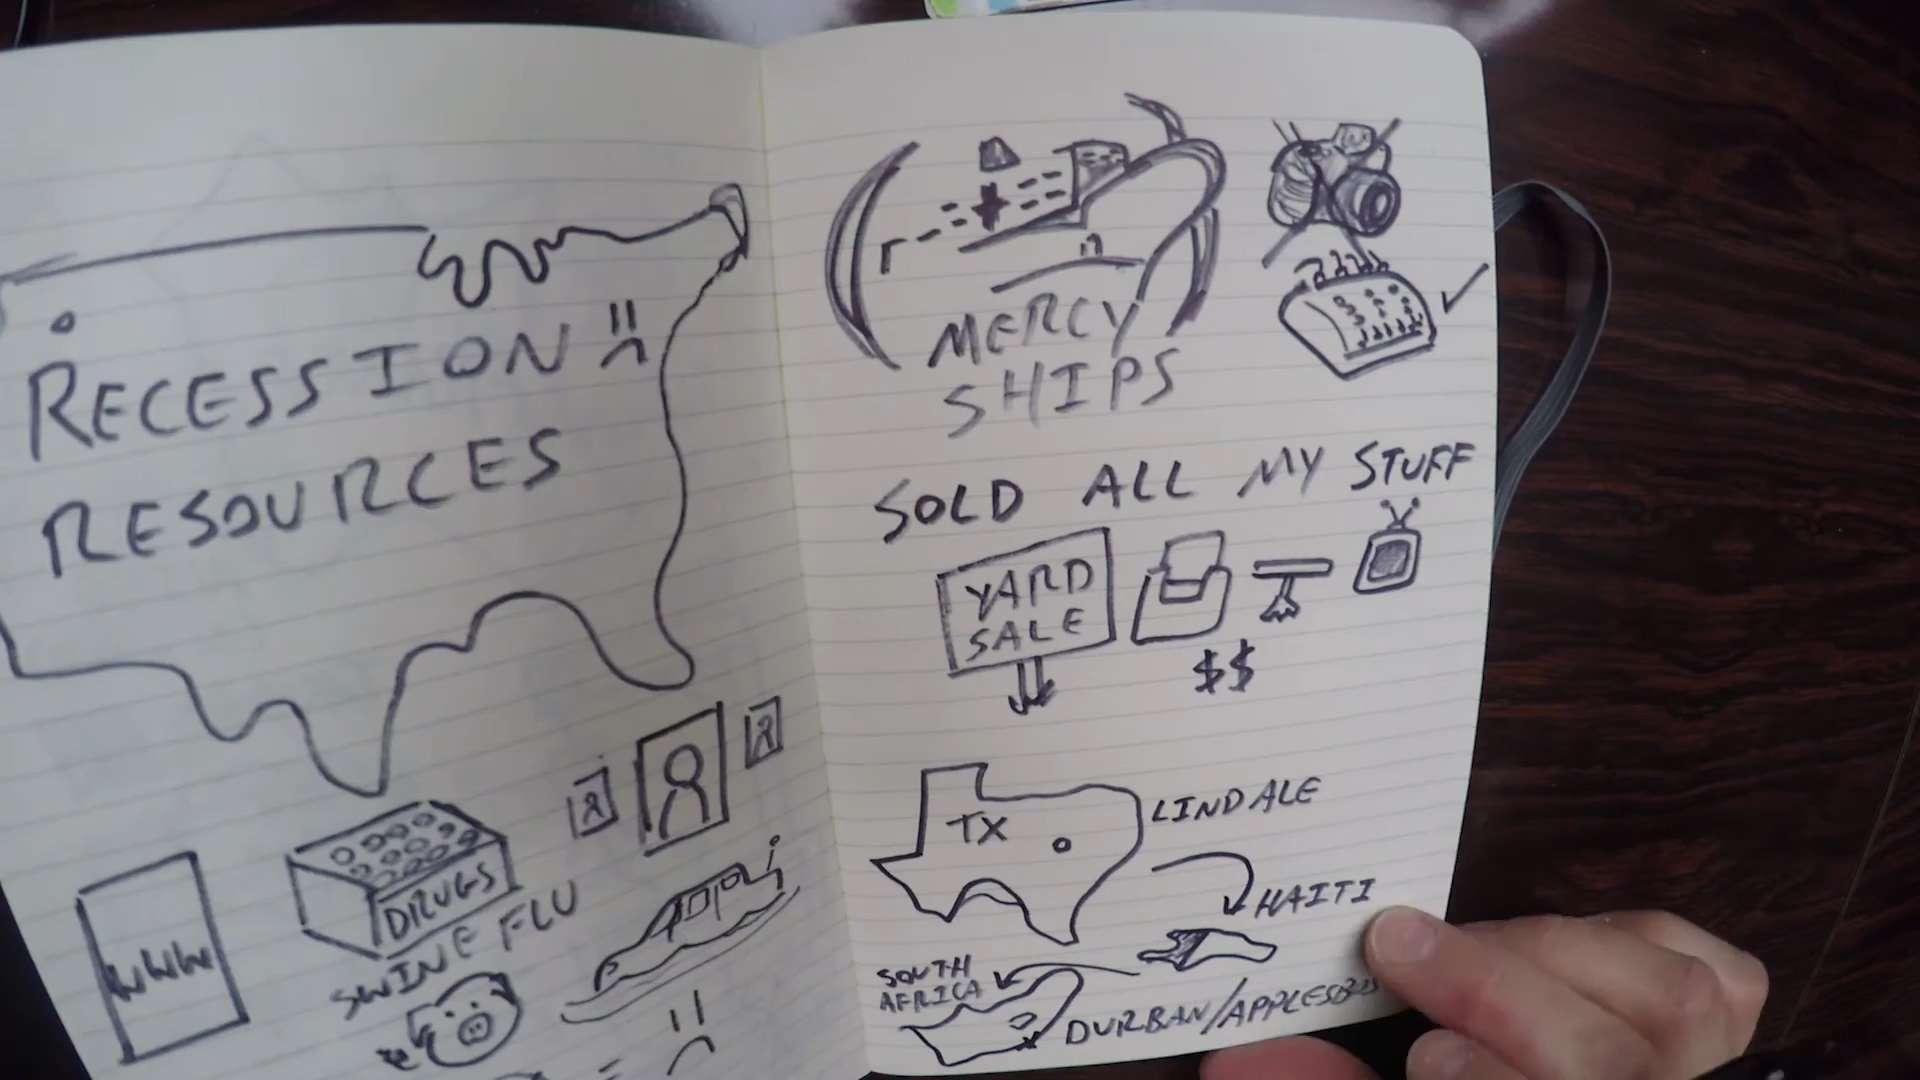 RECESSION
RESOURCES
WWW
DRUGS
SWINE FLU
MERCY
SHIPS
SOLD ALL MY STUFF
YARD
SALE
$$
TX
LINDALE
HAITI
SOUTH
AFRICA
DURBAN/APPLESBOS